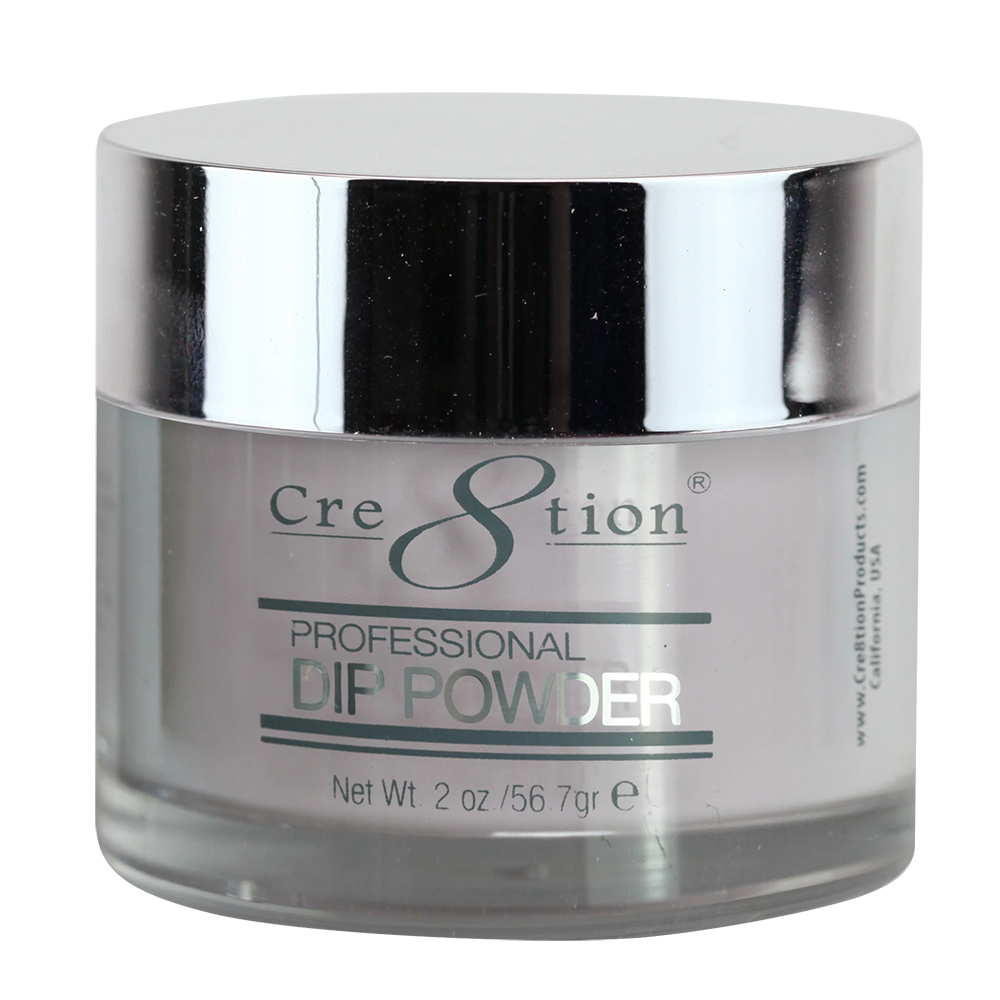 Cre8tion®
PROFESSIONAL
DIP POWDER
Net Wt. 2 oz./56.7gr ℮
www.Cre8tionProducts.com
California, USA